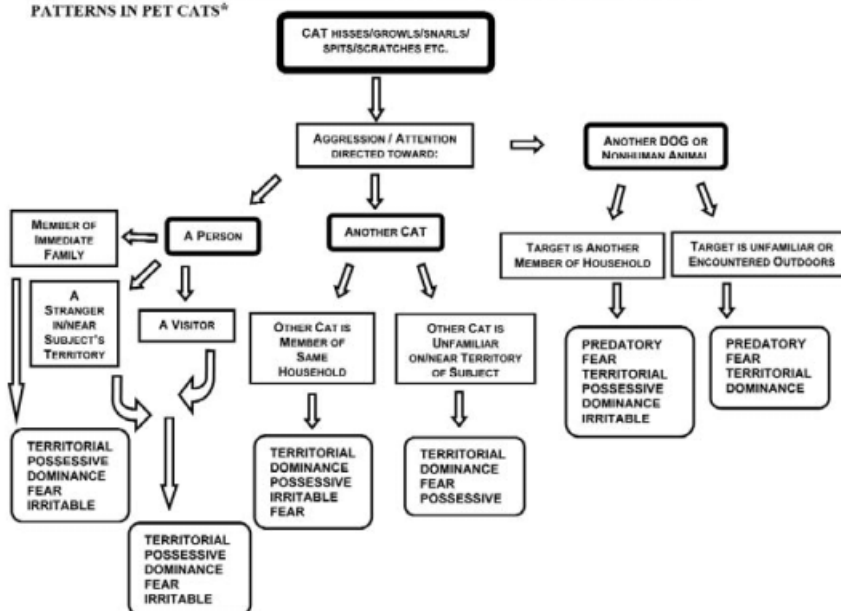 PATTERNS IN PET CATS*
CAT HISSES/GROWLS/SNARLS/
SPITS/SCRATCHES ETC.
AGGRESSION / ATTENTION
DIRECTED TOWARD:
ANOTHER DOG OR
NONHUMAN ANIMAL
MEMBER OF
IMMEDIATE
FAMILY
A PERSON
ANOTHER CAT
TARGET IS ANOTHER
MEMBER OF HOUSEHOLD
TARGET IS UNFAMILIAR OR
ENCOUNTERED OUTDOORS
A
STRANGER
IN/NEAR
SUBJECT'S
TERRITORY
A VISITOR
OTHER CAT IS
MEMBER OF
SAME
HOUSEHOLD
OTHER CAT IS
UNFAMILIAR
ON/NEAR TERRITORY
OF SUBJECT
PREDATORY
FEAR
TERRITORIAL
POSSESSIVE
DOMINANCE
IRRITABLE
PREDATORY
FEAR
TERRITORIAL
DOMINANCE
TERRITORIAL
POSSESSIVE
DOMINANCE
FEAR
IRRITABLE
TERRITORIAL
POSSESSIVE
DOMINANCE
FEAR
IRRITABLE
TERRITORIAL
DOMINANCE
POSSESSIVE
IRRITABLE
FEAR
TERRITORIAL
DOMINANCE
FEAR
POSSESSIVE